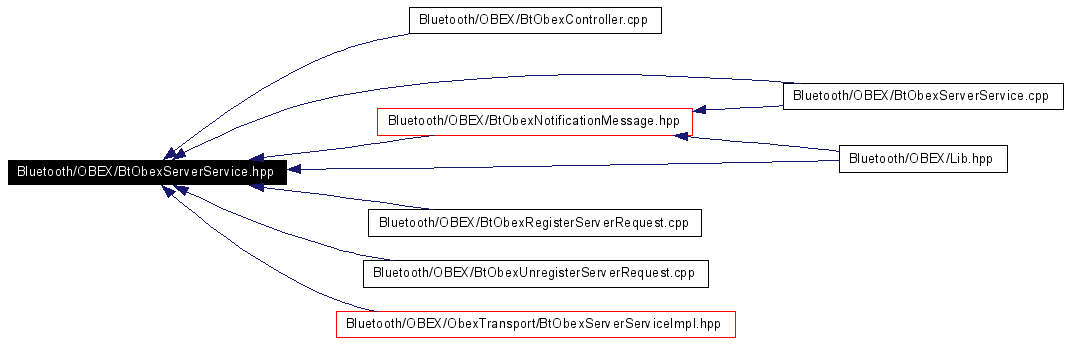 Bluetooth/OBEX/BtObexController.cpp
Bluetooth/OBEX/BtObexServerService.cpp
Bluetooth/OBEX/BtObexNotificationMessage.hpp
Bluetooth/OBEX/Lib.hpp
Bluetooth/OBEX/BtObexServerService.hpp
Bluetooth/OBEX/BtObexRegisterServerRequest.cpp
Bluetooth/OBEX/BtObexUnregisterServerRequest.cpp
Bluetooth/OBEX/ObexTransport/BtObexServerServiceImpl.hpp